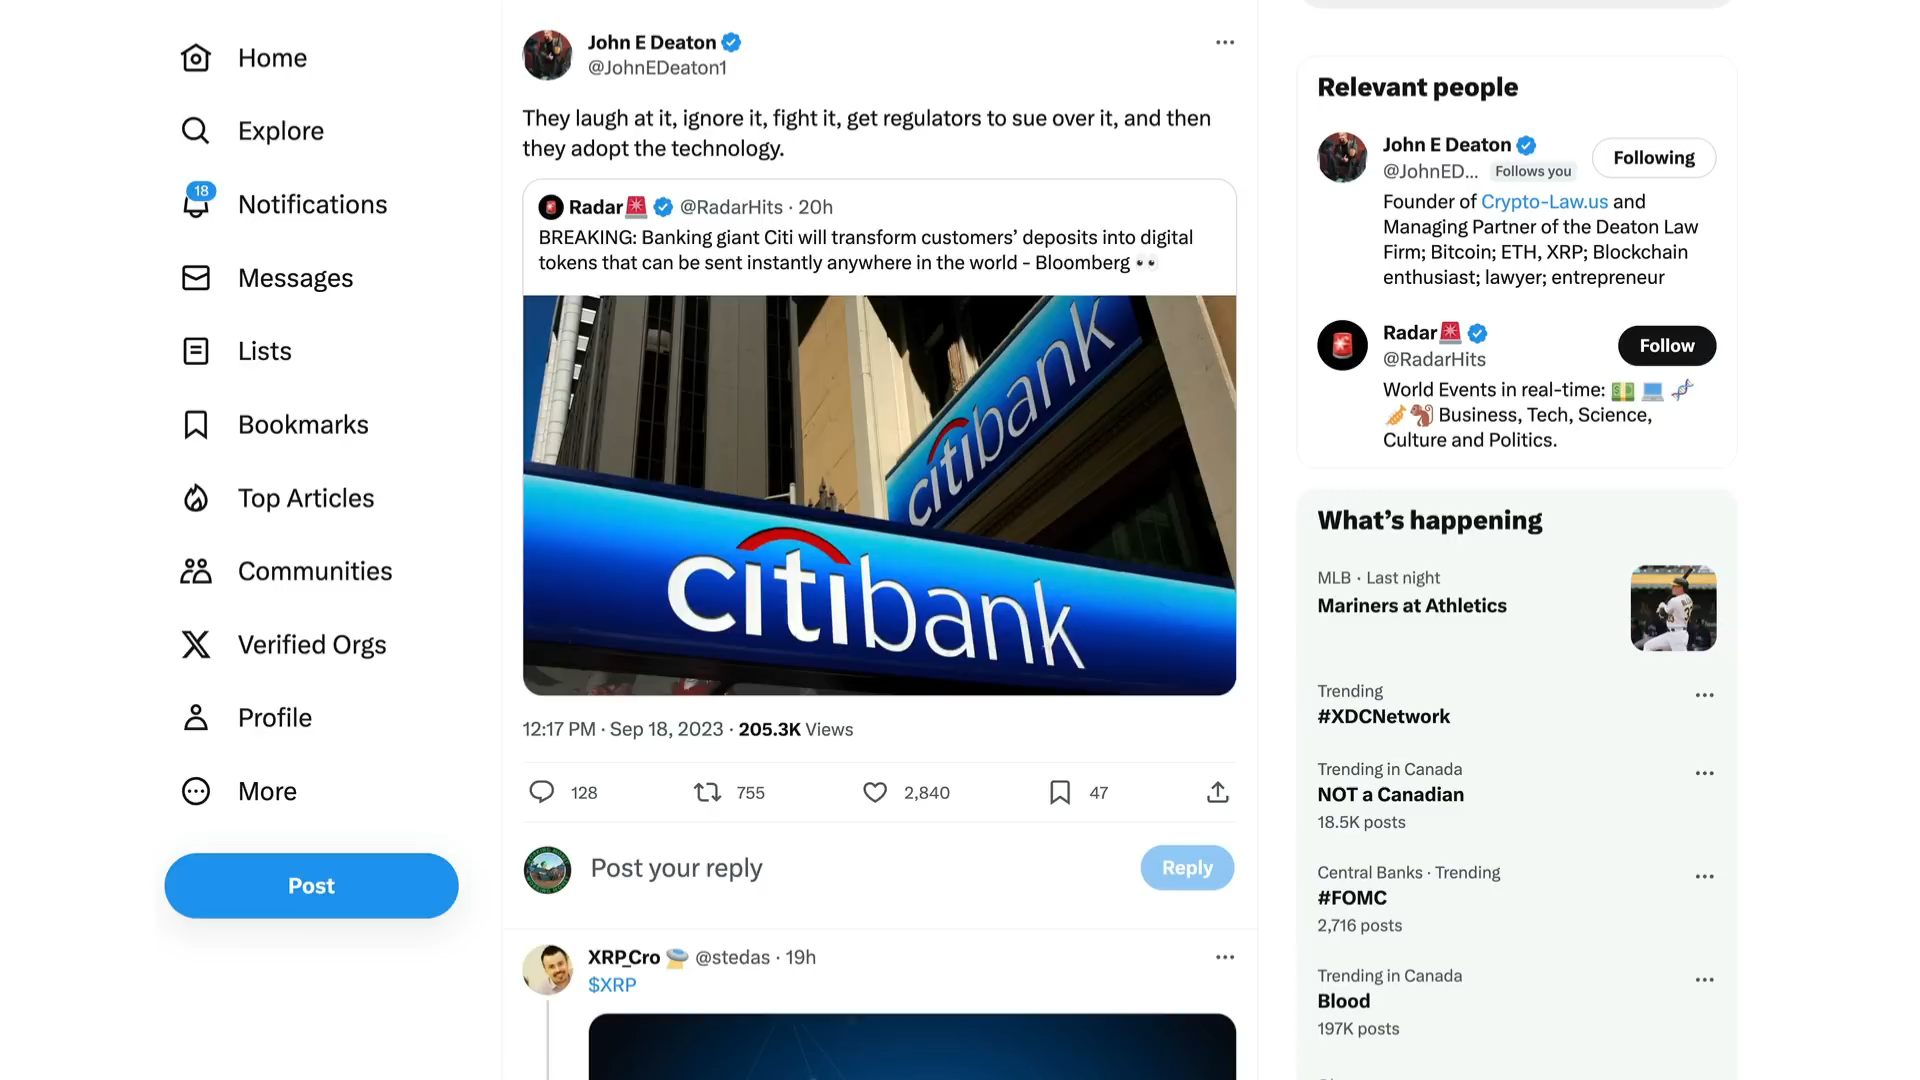 Home
Explore
18
Notifications
Messages
Lists
Bookmarks
Top Articles
Communities
Verified Orgs
Profile
More
Post
John E Deaton
@JohnEDeaton1
They laugh at it, ignore it, fight it, get regulators to sue over it, and then
they adopt the technology.
Radar🚨 @RadarHits · 20h
BREAKING: Banking giant Citi will transform customers’ deposits into digital
tokens that can be sent instantly anywhere in the world - Bloomberg 👀
citibank
citibank
12:17 PM · Sep 18, 2023 · 205.3K Views
128
755
2,840
47
Post your reply
Reply
XRP_Cro @stedas · 19h
$XRP
Relevant people
John E Deaton
@JohnED... Follows you
Following
Founder of Crypto-Law.us and
Managing Partner of the Deaton Law
Firm; Bitcoin; ETH, XRP; Blockchain
enthusiast; lawyer; entrepreneur
Radar🚨
@RadarHits
Follow
World Events in real-time: 💵 💻 🧬
🎺🐿️ Business, Tech, Science,
Culture and Politics.
What’s happening
MLB · Last night
Mariners at Athletics
Trending
#XDCNetwork
Trending in Canada
NOT a Canadian
18.5K posts
Central Banks · Trending
#FOMC
2,716 posts
Trending in Canada
Blood
197K posts